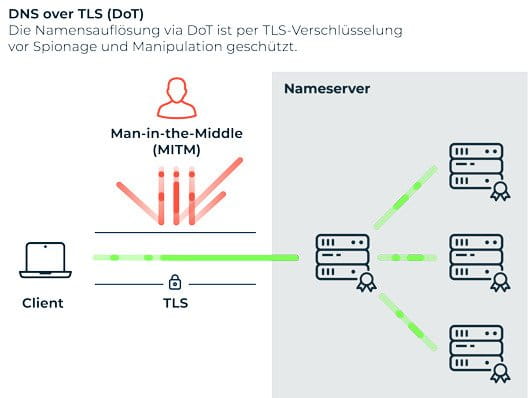 DNS over TLS (DoT)
Die Namensauflösung via DoT ist per TLS-Verschlüsselung
vor Spionage und Manipulation geschützt.
Nameserver
Man-in-the-Middle
(MITM)
Client
TLS